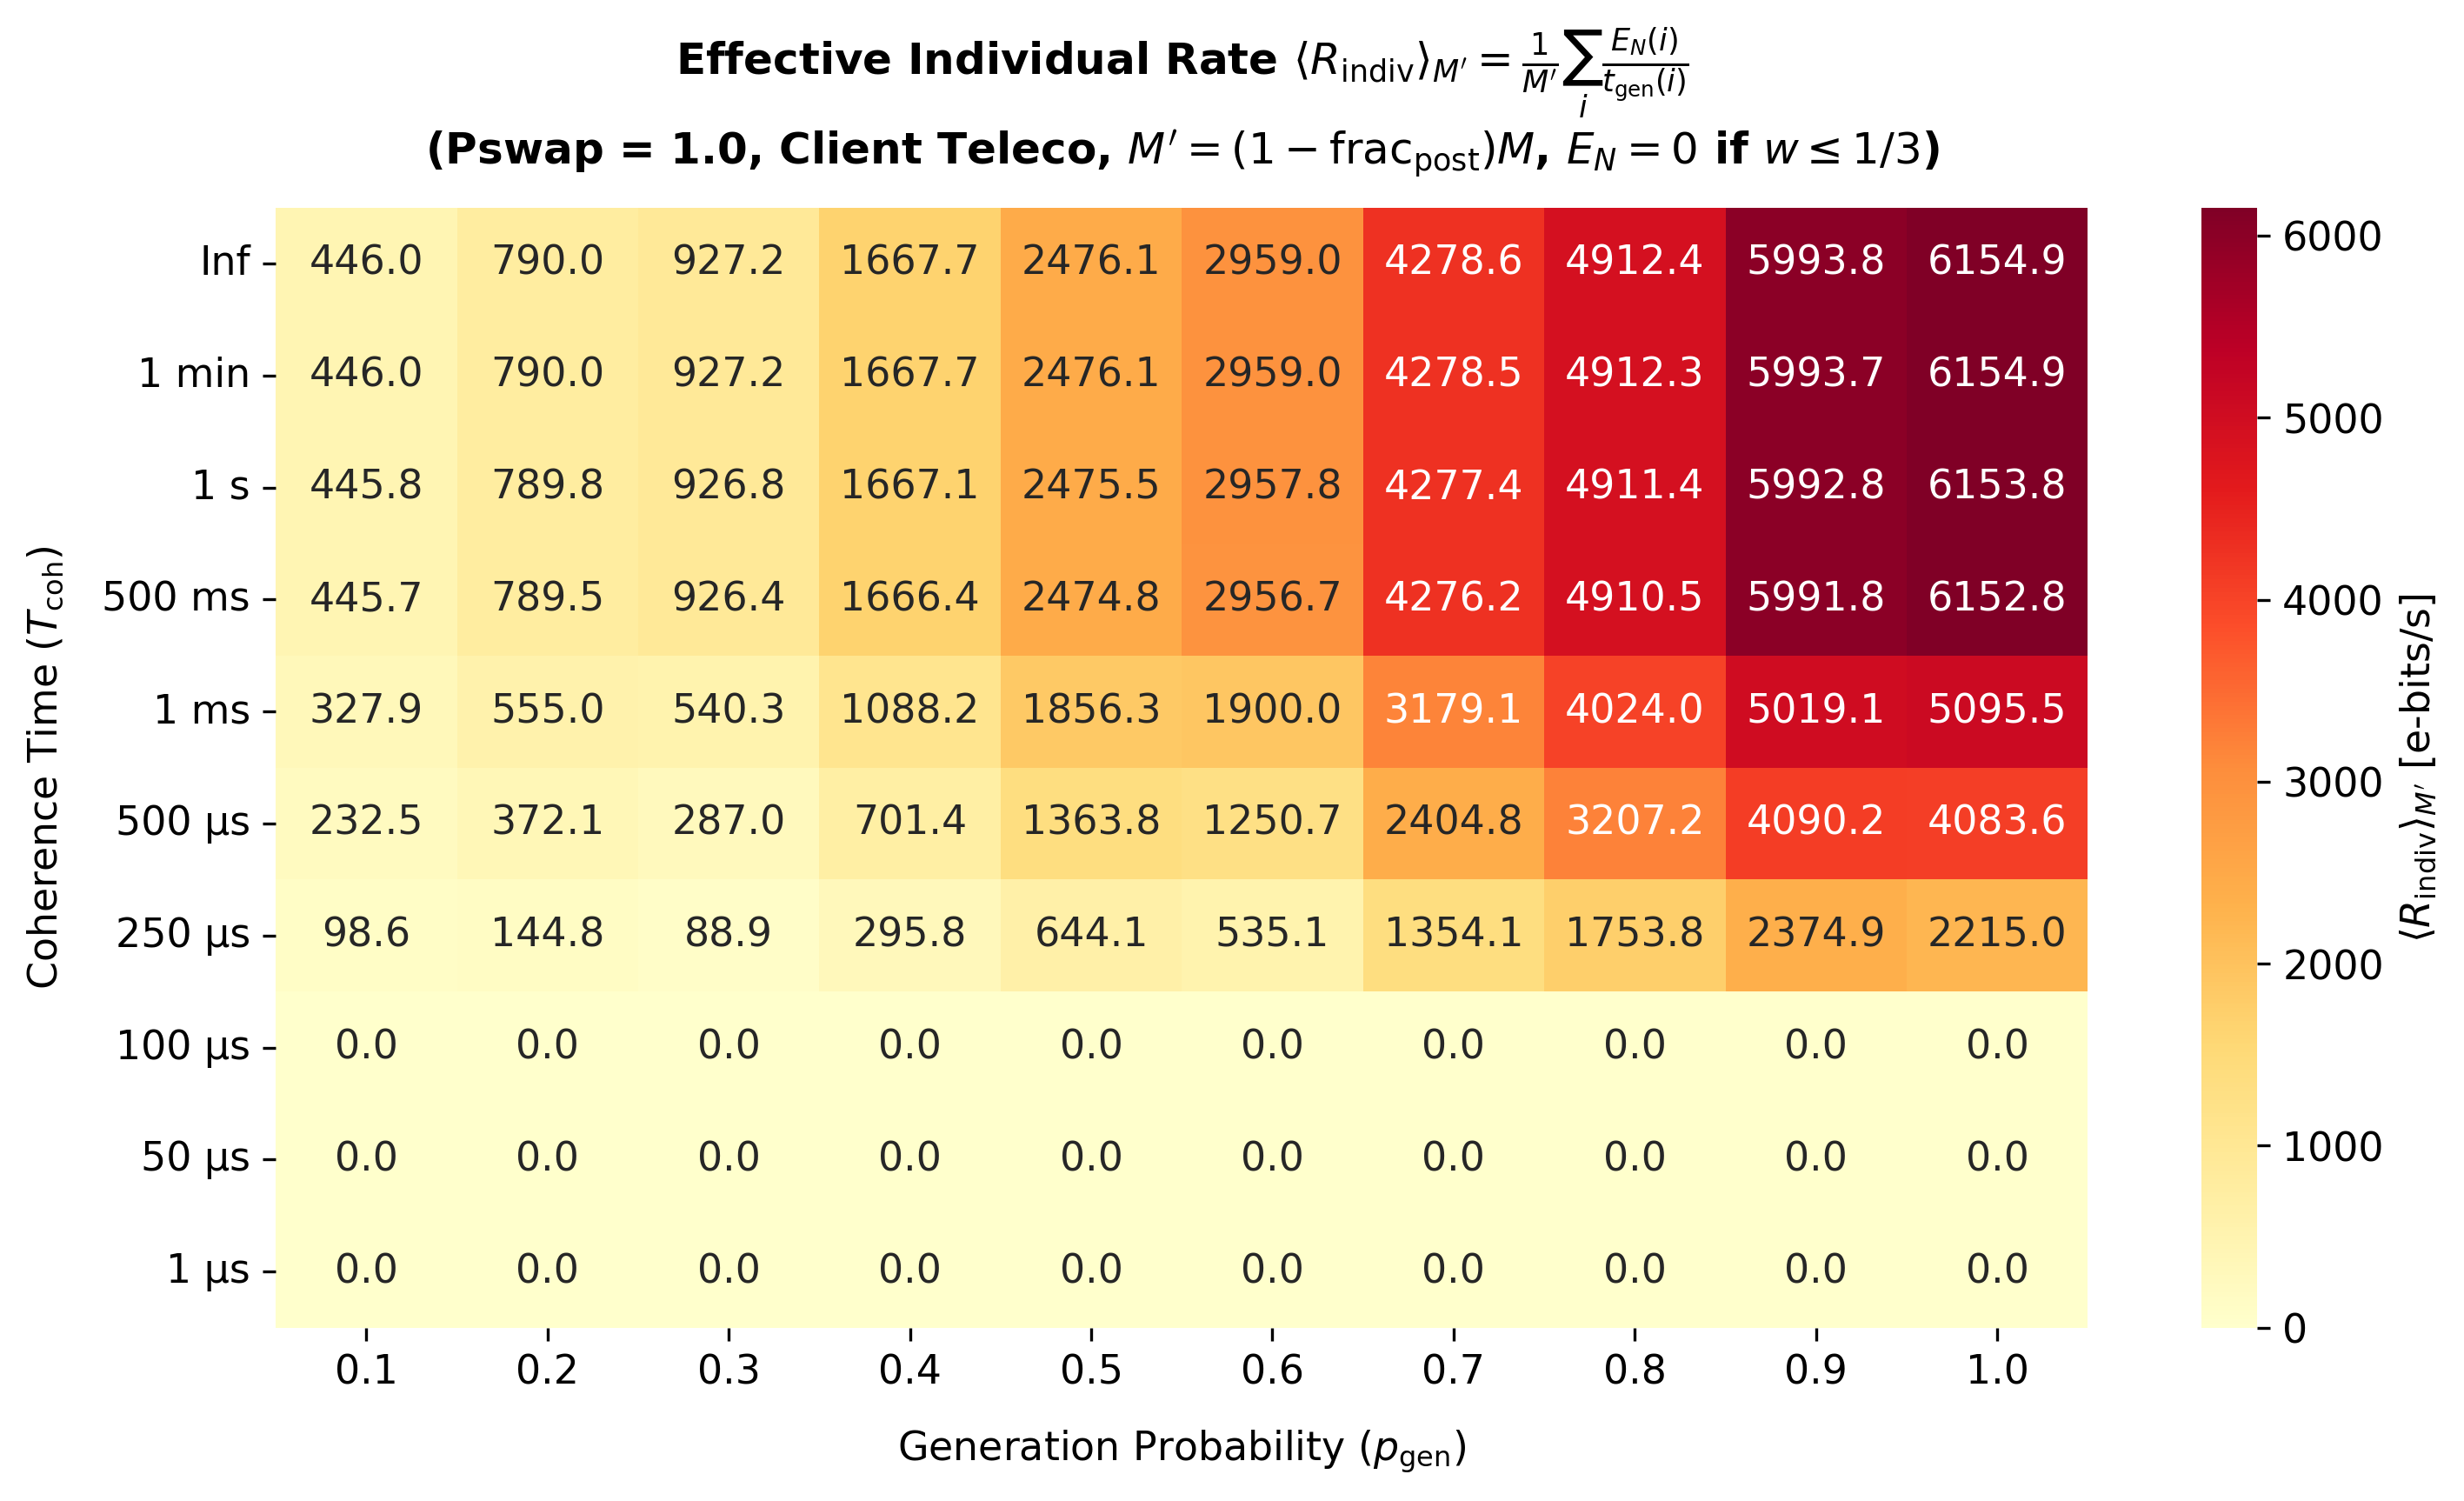 Effective Individual Rate ⟨R_indiv⟩_M′ = 1/M′ ∑_i E_N(i)/t_gen(i)
(Pswap = 1.0, Client Teleco, M′ = (1 − frac_post)M, E_N = 0 if w ≤ 1/3)
Inf 446.0 790.0 927.2 1667.7 2476.1 2959.0 4278.6 4912.4 5993.8 6154.9
1 min 446.0 790.0 927.2 1667.7 2476.1 2959.0 4278.5 4912.3 5993.7 6154.9
1 s 445.8 789.8 926.8 1667.1 2475.5 2957.8 4277.4 4911.4 5992.8 6153.8
500 ms 445.7 789.5 926.4 1666.4 2474.8 2956.7 4276.2 4910.5 5991.8 6152.8
1 ms 327.9 555.0 540.3 1088.2 1856.3 1900.0 3179.1 4024.0 5019.1 5095.5
500 µs 232.5 372.1 287.0 701.4 1363.8 1250.7 2404.8 3207.2 4090.2 4083.6
250 µs 98.6 144.8 88.9 295.8 644.1 535.1 1354.1 1753.8 2374.9 2215.0
100 µs 0.0 0.0 0.0 0.0 0.0 0.0 0.0 0.0 0.0 0.0
50 µs 0.0 0.0 0.0 0.0 0.0 0.0 0.0 0.0 0.0 0.0
1 µs 0.0 0.0 0.0 0.0 0.0 0.0 0.0 0.0 0.0 0.0
0.1 0.2 0.3 0.4 0.5 0.6 0.7 0.8 0.9 1.0
Generation Probability (p_gen)
Coherence Time (T_coh)
6000
5000
4000
3000
2000
1000
0
⟨R_indiv⟩_M′ [e-bits/s]